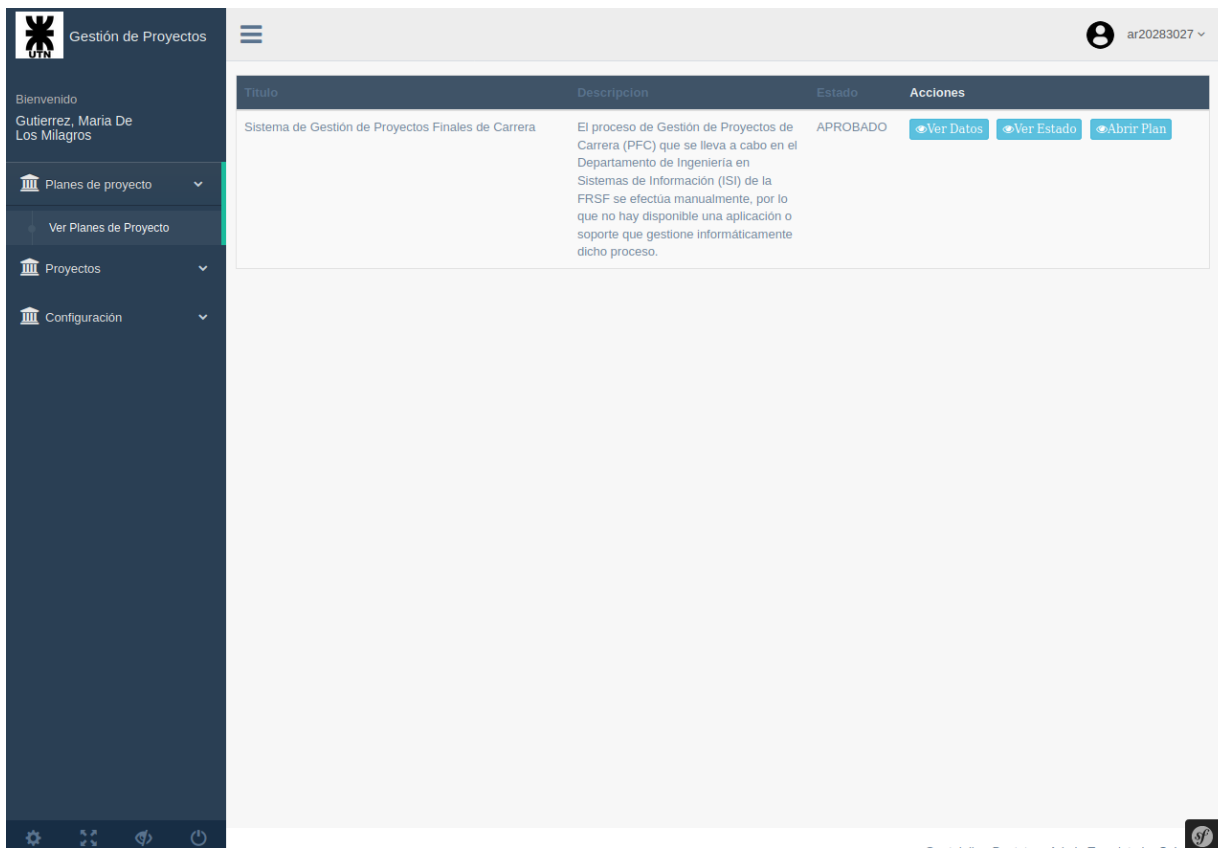 UTN
Gestión de Proyectos
ar20283027
Bienvenido
Gutierrez, Maria De
Los Milagros
Planes de proyecto
Ver Planes de Proyecto
Proyectos
Configuración
Titulo Descripcion Estado Acciones
Sistema de Gestión de Proyectos Finales de Carrera
El proceso de Gestión de Proyectos de
Carrera (PFC) que se lleva a cabo en el
Departamento de Ingeniería en
Sistemas de Información (ISI) de la
FRSF se efectúa manualmente, por lo
que no hay disponible una aplicación o
soporte que gestione informáticamente
dicho proceso.
APROBADO
Ver Datos Ver Estado Abrir Plan
sf